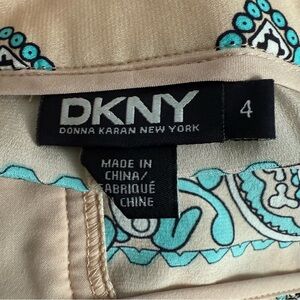 DKNY
DONNA KARAN NEW YORK
4
MADE IN
CHINA/
FABRIQUÉ
CHINE